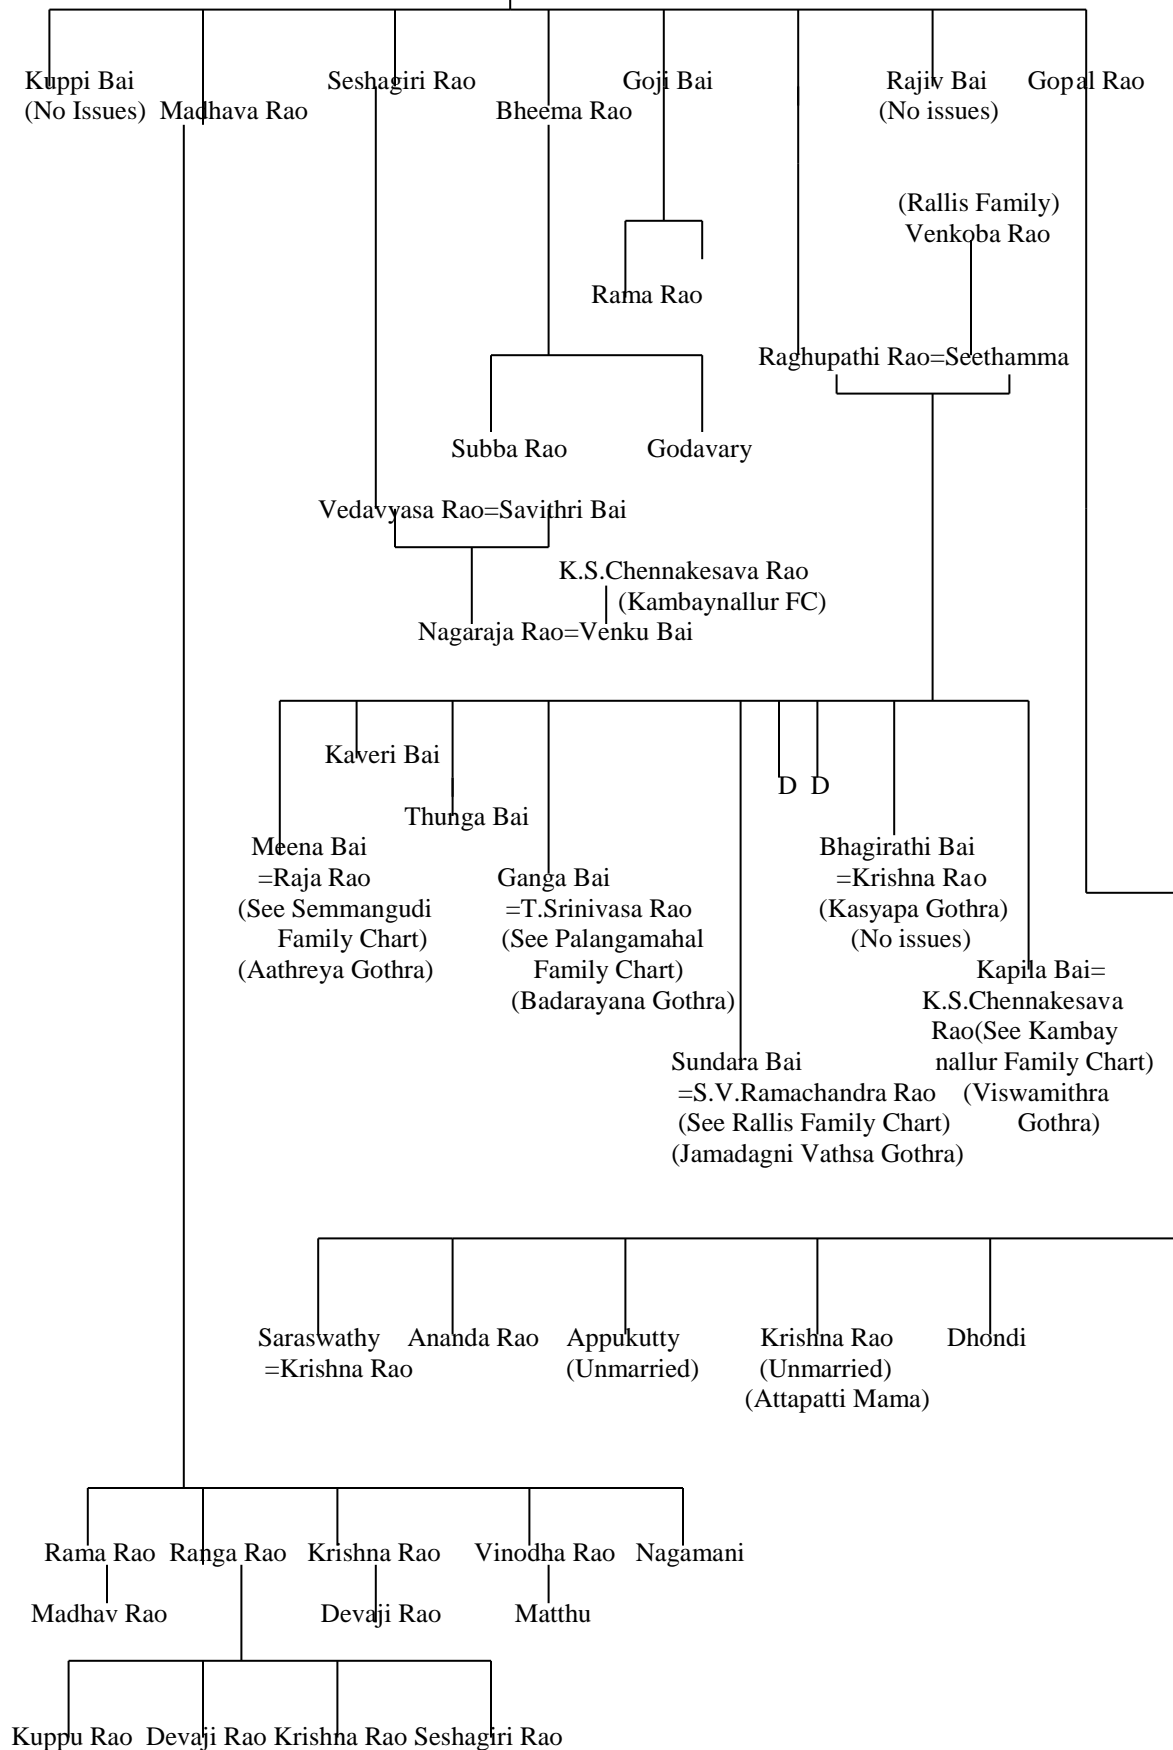 Kuppi Bai Seshagiri Rao Goji Bai Rajiv Bai Gopal Rao
(No Issues) Madhava Rao Bheema Rao (No issues)
(Rallis Family)
Venkoba Rao
Rama Rao
Raghupathi Rao=Seethamma
Subba Rao Godavary
Vedavyasa Rao=Savithri Bai
K.S.Chennakesava Rao
(Kambaynallur FC)
Nagaraja Rao=Venku Bai
Kaveri Bai
D D
Thunga Bai
Meena Bai Bhagirathi Bai
=Raja Rao Ganga Bai =Krishna Rao
(See Semmangudi =T.Srinivasa Rao (Kasyapa Gothra)
Family Chart) (See Palangamahal (No issues)
(Aathreya Gothra) Family Chart) Kapila Bai=
(Badarayana Gothra) K.S.Chennakesava
Rao(See Kambay
Sundara Bai nallur Family Chart)
=S.V.Ramachandra Rao (Viswamithra
(See Rallis Family Chart) Gothra)
(Jamadagni Vathsa Gothra)
Saraswathy Ananda Rao Appukutty Krishna Rao Dhondi
=Krishna Rao (Unmarried) (Unmarried)
(Attapatti Mama)
Rama Rao Ranga Rao Krishna Rao Vinodha Rao Nagamani
Madhav Rao Devaji Rao Matthu
Kuppu Rao Devaji Rao Krishna Rao Seshagiri Rao